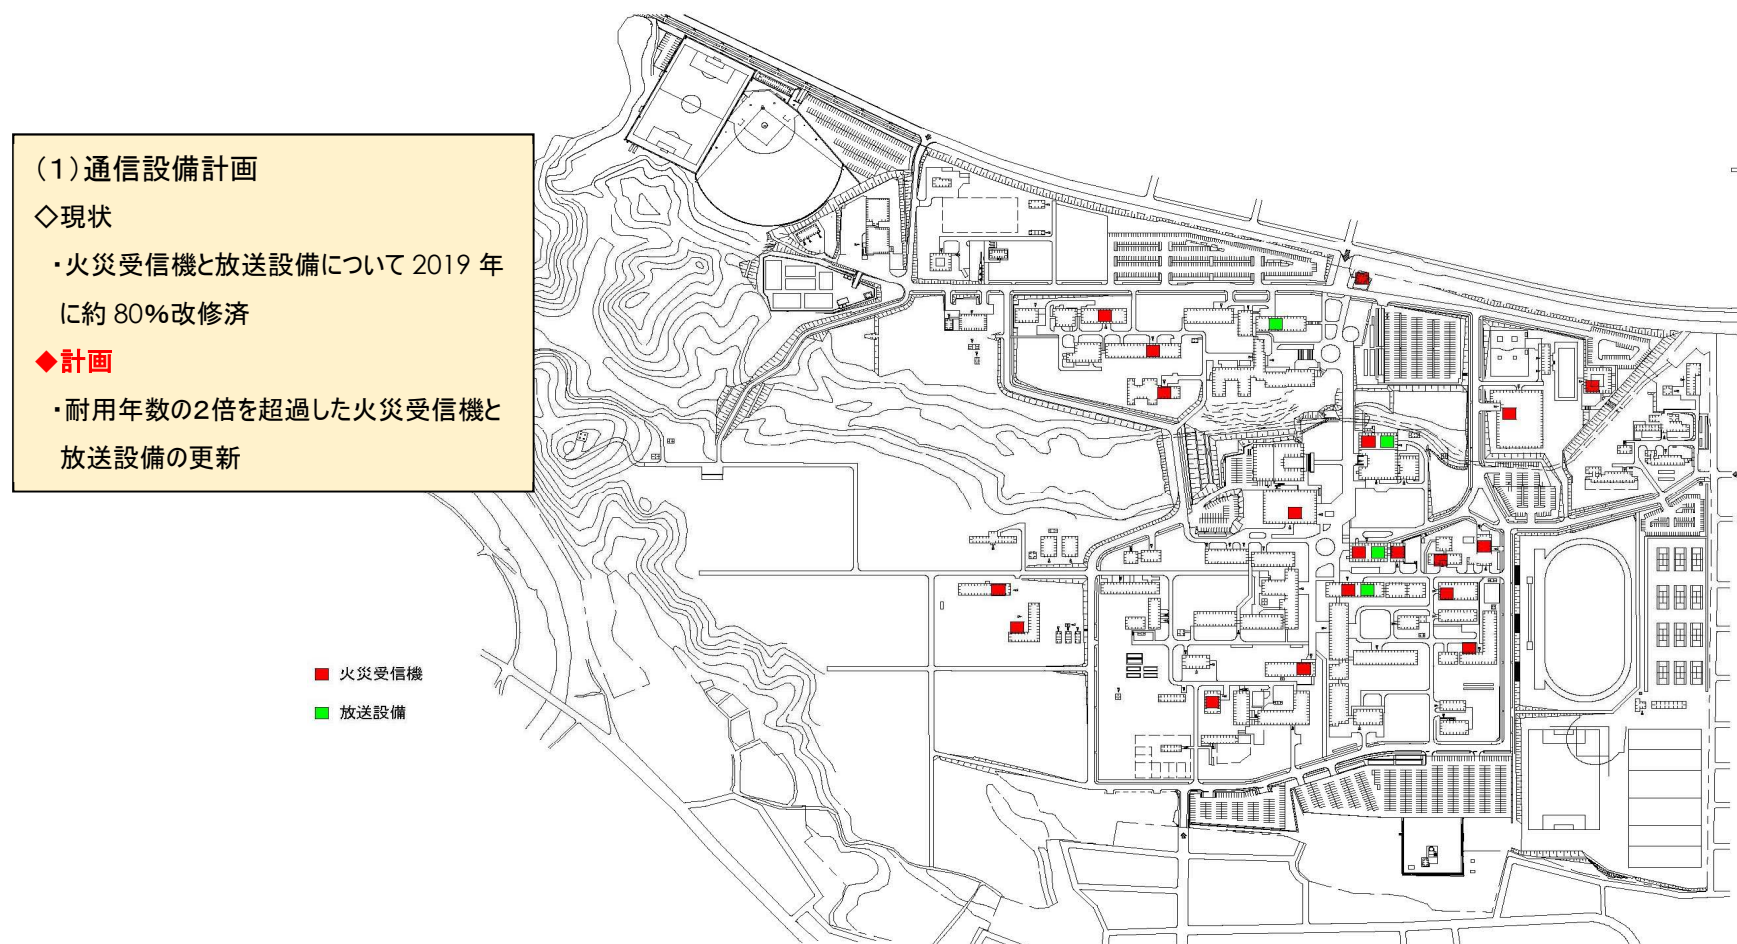 (1)通信設備計画
◇現状
・火災受信機と放送設備について 2019 年
に約 80%改修済
◆計画
・耐用年数の2倍を超過した火災受信機と
放送設備の更新
火災受信機
放送設備